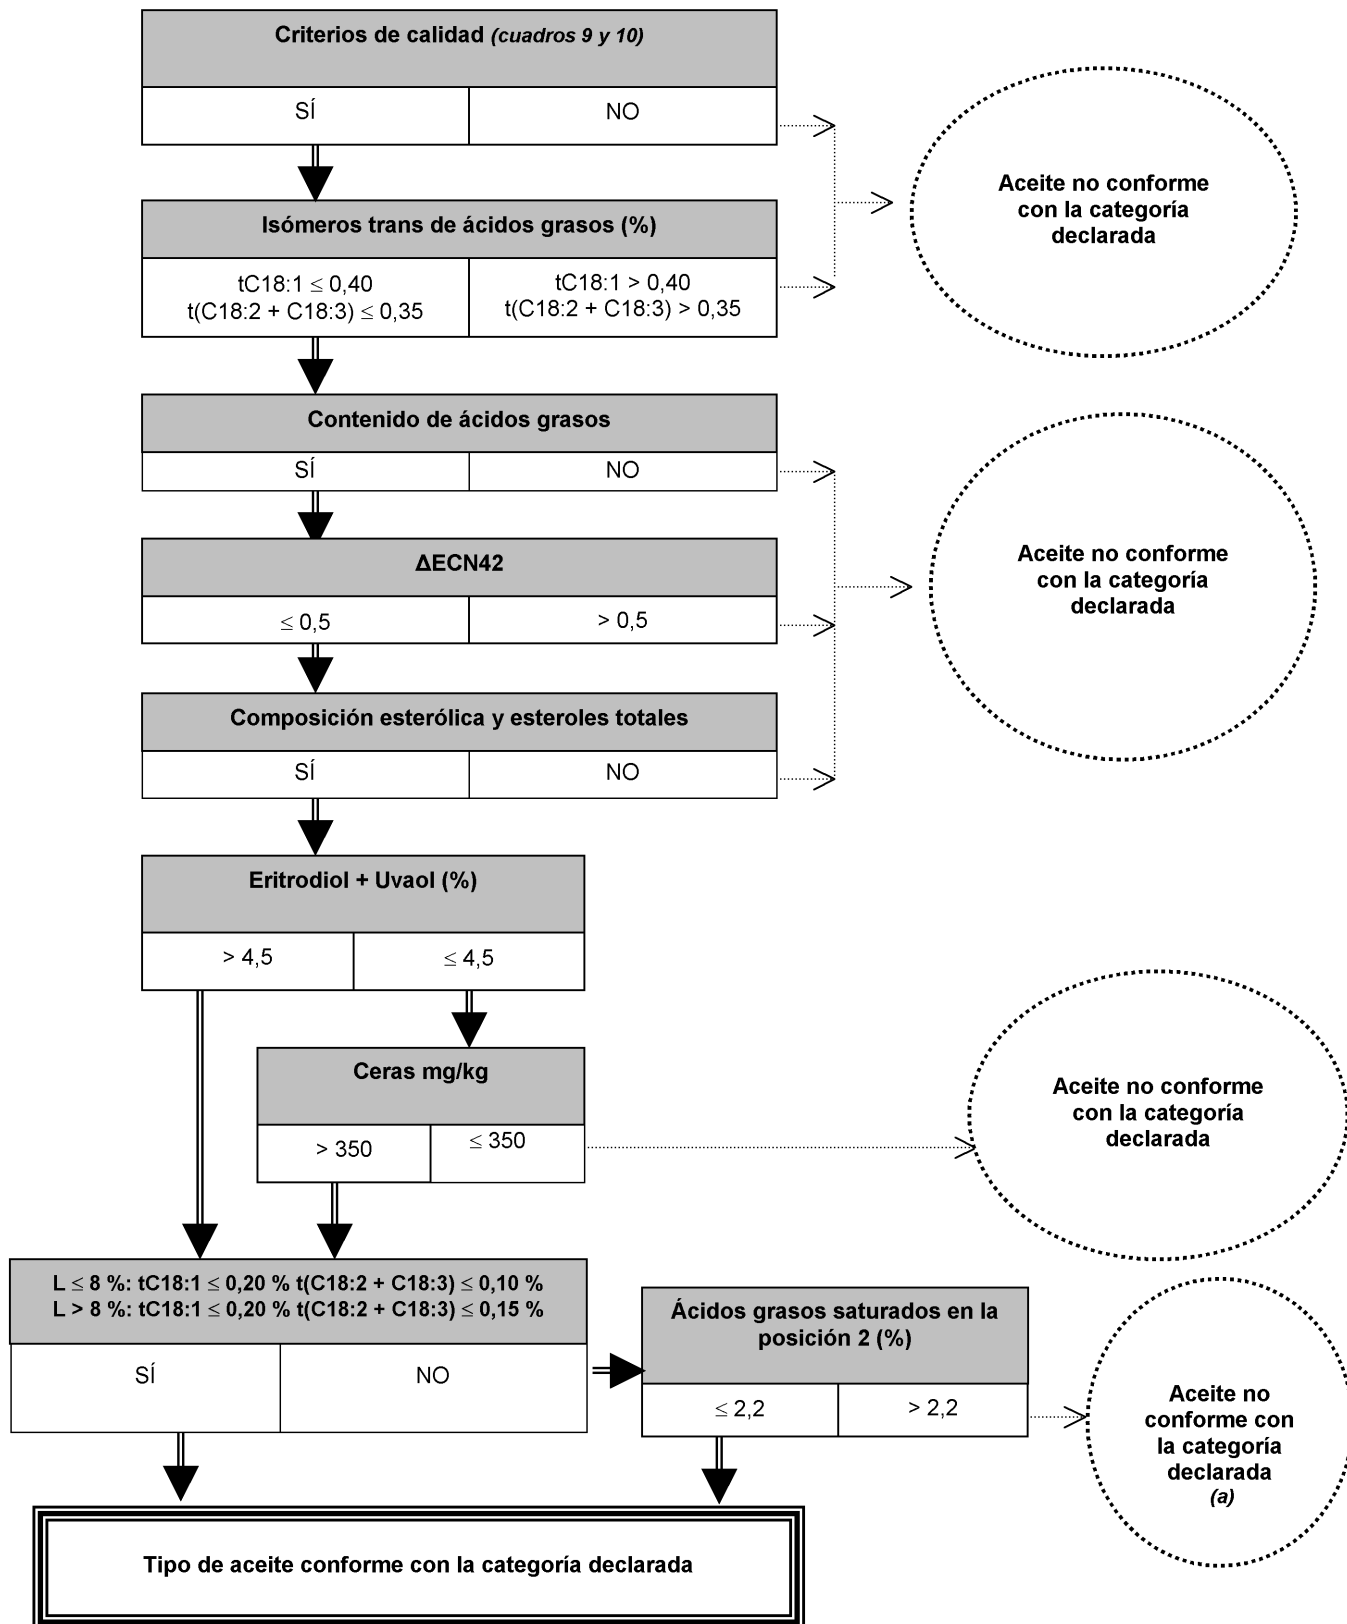 Criterios de calidad (cuadros 9 y 10)
SÍ
NO
Aceite no conforme
con la categoría
declarada
Isómeros trans de ácidos grasos (%)
tC18:1 ≤ 0,40
t(C18:2 + C18:3) ≤ 0,35
tC18:1 > 0,40
t(C18:2 + C18:3) > 0,35
Contenido de ácidos grasos
SÍ
NO
ΔECN42
≤ 0,5
> 0,5
Aceite no conforme
con la categoría
declarada
Composición esterólica y esteroles totales
SÍ
NO
Eritrodiol + Uvaol (%)
> 4,5
≤ 4,5
Ceras mg/kg
> 350
≤ 350
Aceite no conforme
con la categoría
declarada
L ≤ 8 %: tC18:1 ≤ 0,20 % t(C18:2 + C18:3) ≤ 0,10 %
L > 8 %: tC18:1 ≤ 0,20 % t(C18:2 + C18:3) ≤ 0,15 %
SÍ
NO
Ácidos grasos saturados en la
posición 2 (%)
≤ 2,2
> 2,2
Aceite no
conforme con
la categoría
declarada
(a)
Tipo de aceite conforme con la categoría declarada